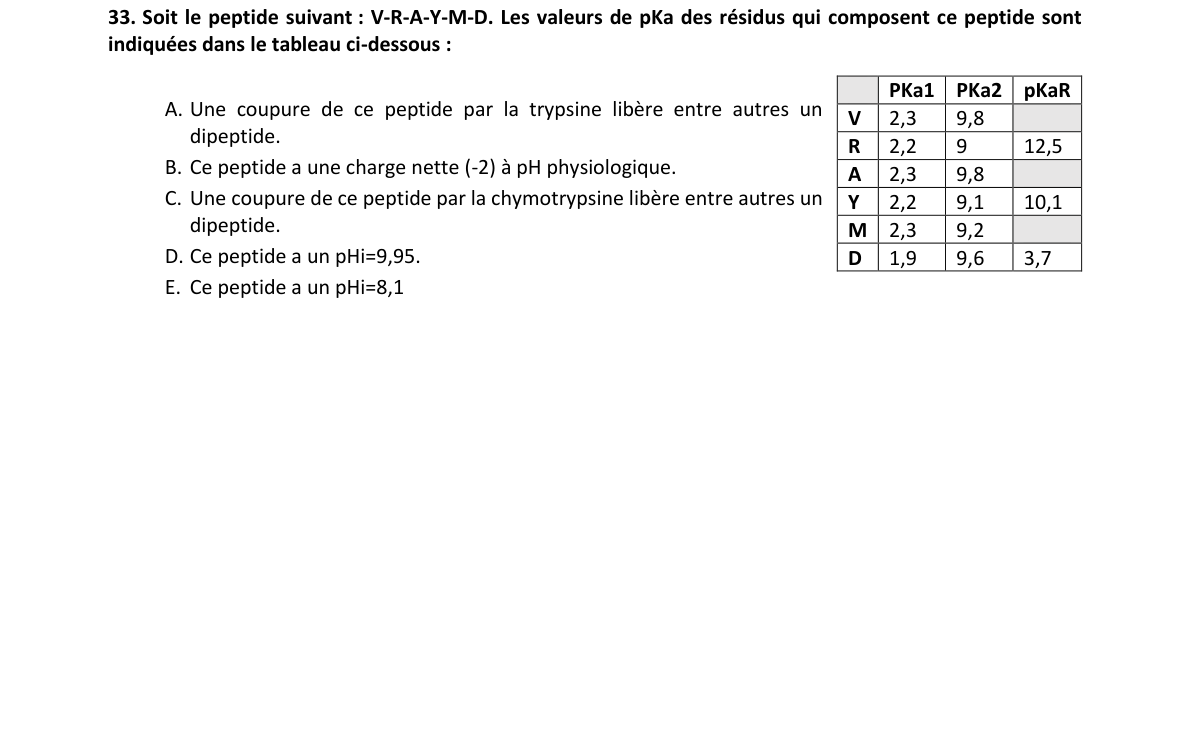 33. Soit le peptide suivant : V-R-A-Y-M-D. Les valeurs de pKa des résidus qui composent ce peptide sont
indiquées dans le tableau ci-dessous :
A. Une coupure de ce peptide par la trypsine libère entre autres un
dipeptide.
B. Ce peptide a une charge nette (-2) à pH physiologique.
C. Une coupure de ce peptide par la chymotrypsine libère entre autres un
dipeptide.
D. Ce peptide a un pHi=9,95.
E. Ce peptide a un pHi=8,1
PKa1 PKa2 pKaR
V 2,3 9,8
R 2,2 9 12,5
A 2,3 9,8
Y 2,2 9,1 10,1
M 2,3 9,2
D 1,9 9,6 3,7